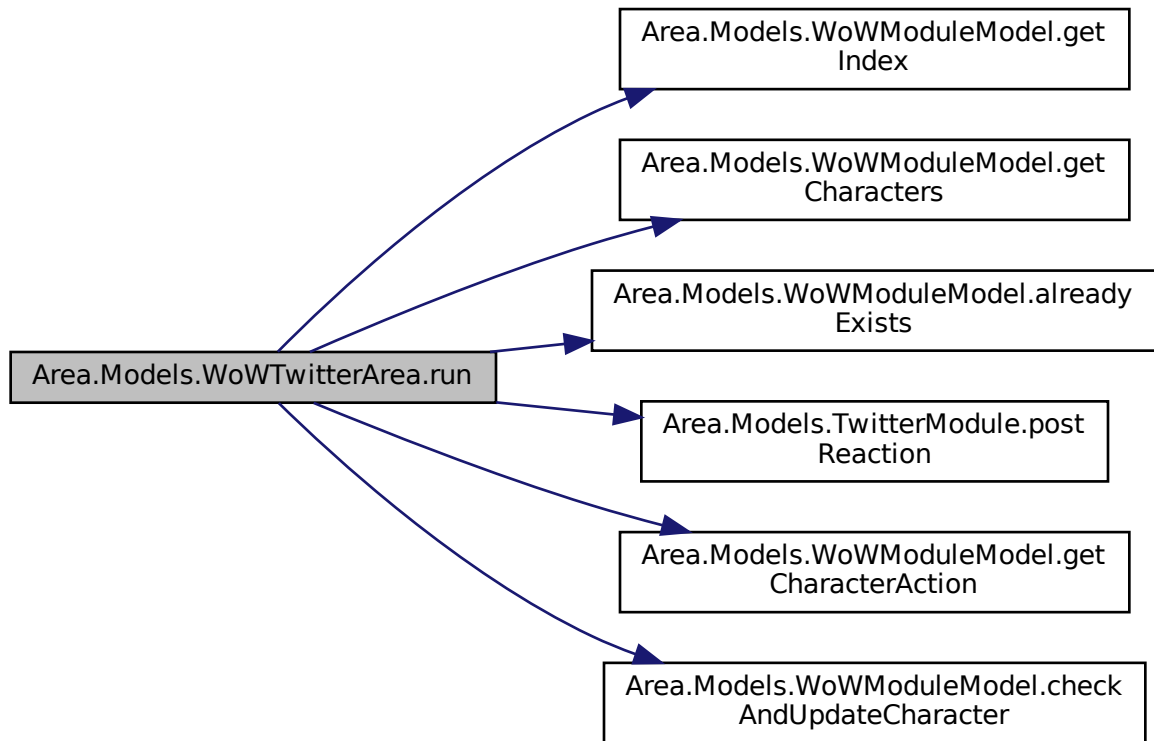 Area.Models.WoWModuleModel.get
Index
Area.Models.WoWModuleModel.get
Characters
Area.Models.WoWModuleModel.already
Exists
Area.Models.WoWTwitterArea.run
Area.Models.TwitterModule.post
Reaction
Area.Models.WoWModuleModel.get
CharacterAction
Area.Models.WoWModuleModel.check
AndUpdateCharacter